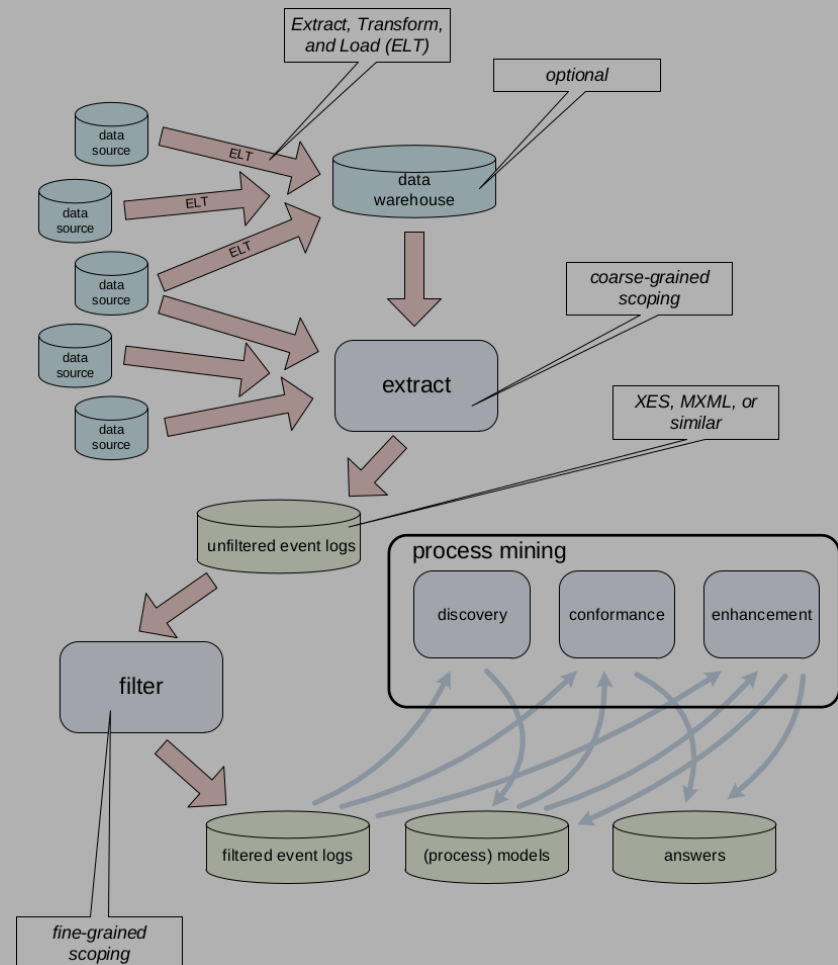 Extract, Transform,
and Load (ELT)
optional
data
source
ELT
data
warehouse
data
source
ELT
data
source
ELT
coarse-grained
scoping
data
source
extract
data
source
XES, MXML, or
similar
unfiltered event logs
process mining
discovery
conformance
enhancement
filter
filtered event logs
(process) models
answers
fine-grained
scoping